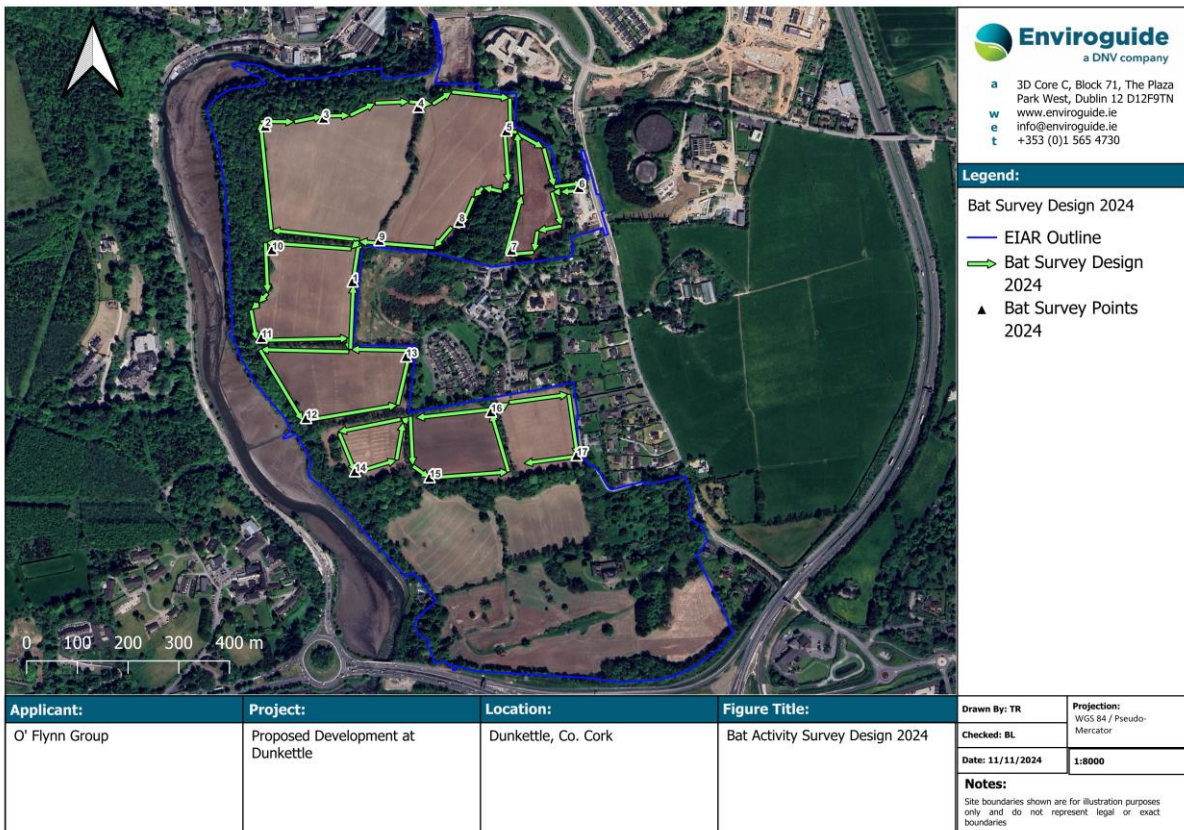 Enviroguide
a DNV company
a 3D Core C, Block 71, The Plaza
Park West, Dublin 12 D12F9TN
w www.enviroguide.ie
e info@enviroguide.ie
t +353 (0)1 565 4730
Legend:
Bat Survey Design 2024
EIAR Outline
Bat Survey Design
2024
Bat Survey Points
2024
4
3
2
5
6
8
9
7
10
1
11
13
16
12
17
14
15
0 100 200 300 400 m
Applicant:
O' Flynn Group
Project:
Proposed Development at
Dunkettle
Location:
Dunkettle, Co. Cork
Figure Title:
Bat Activity Survey Design 2024
Drawn By: TR
Checked: BL
Date: 11/11/2024
Projection:
WGS 84 / Pseudo-
Mercator
1:8000
Notes:
Site boundaries shown are for illustration purposes
only and do not represent legal or exact
boundaries